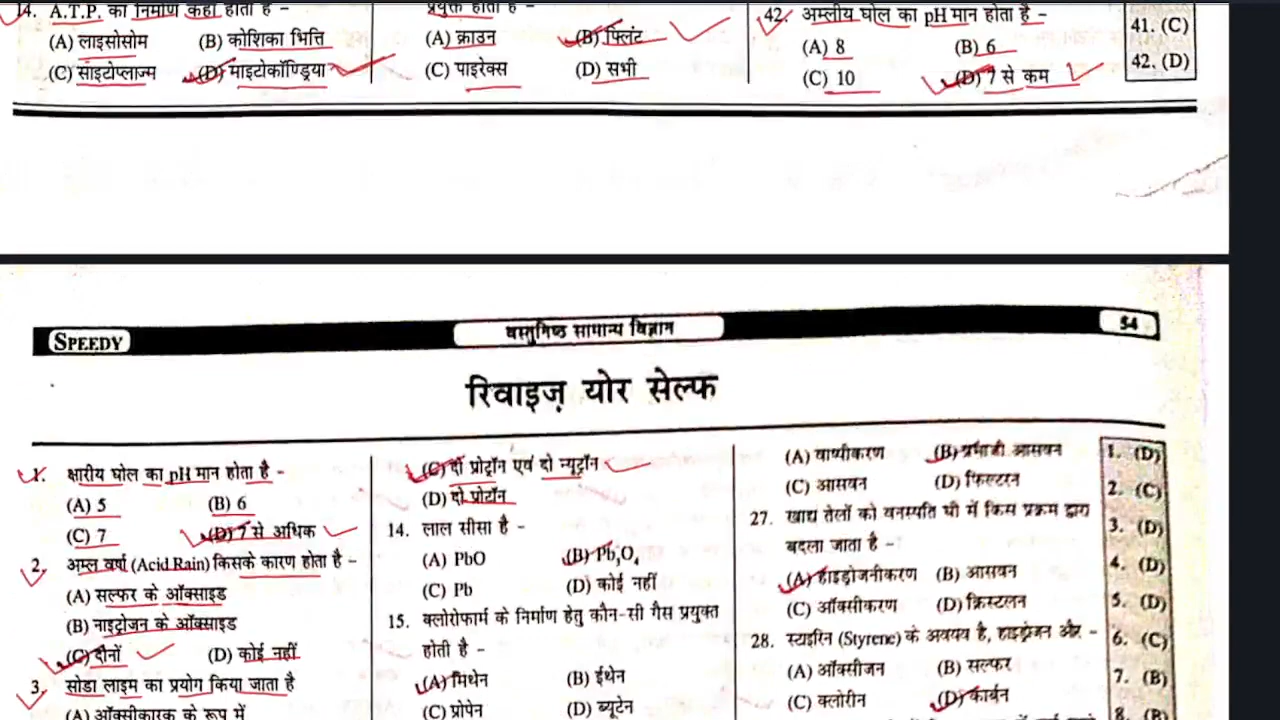 14. A.T.P. का निर्माण कहाँ होता है -
(A) लाइसोसोम (B) कोशिका भित्ति
(C) साइटोप्लाज्म (D) माइटोकॉण्ड्रिया
प्रयुक्त होता है -
(A) क्राउन (B) फ्लिंट
(C) पाइरेक्स (D) सभी
42. अम्लीय घोल का pH मान होता है -
(A) 8 (B) 6
(C) 10 (D) 7 से कम
41. (C)
42. (D)
SPEEDY
वस्तुनिष्ठ सामान्य विज्ञान
54
रिवाइज़ योर सेल्फ
1. क्षारीय घोल का pH मान होता है -
(A) 5 (B) 6
(C) 7 (D) 7 से अधिक
2. अम्ल वर्षा (Acid Rain) किसके कारण होता है -
(A) सल्फर के ऑक्साइड
(B) नाइट्रोजन के ऑक्साइड
(C) दोनों (D) कोई नहीं
3. सोडा लाइम का प्रयोग किया जाता है
(A) ऑक्सीकारक के रूप में
(C) दो प्रोट्रॉन एवं दो न्यूट्रॉन
(D) दो प्रोटॉन
14. लाल सीसा है -
(A) PbO (B) Pb₃O₄
(C) Pb (D) कोई नहीं
15. क्लोरोफार्म के निर्माण हेतु कौन-सी गैस प्रयुक्त
होती है -
(A) मिथेन (B) ईथेन
(C) प्रोपेन (D) ब्यूटेन
(A) वाष्पीकरण (B) प्रभाजी आसवन
(C) आसवन (D) फिल्टरन
27. खाद्य तेलों को वनस्पति घी में किस प्रक्रम द्वारा
बदला जाता है -
(A) हाइड्रोजनीकरण (B) आसवन
(C) ऑक्सीकरण (D) क्रिस्टलन
28. स्टाइरिन (Styrene) के अवयव है, हाइड्रोजन और -
(A) ऑक्सीजन (B) सल्फर
(C) क्लोरीन (D) कार्बन
1. (D)
2. (C)
3. (D)
4. (D)
5. (D)
6. (C)
7. (B)
8. (B)